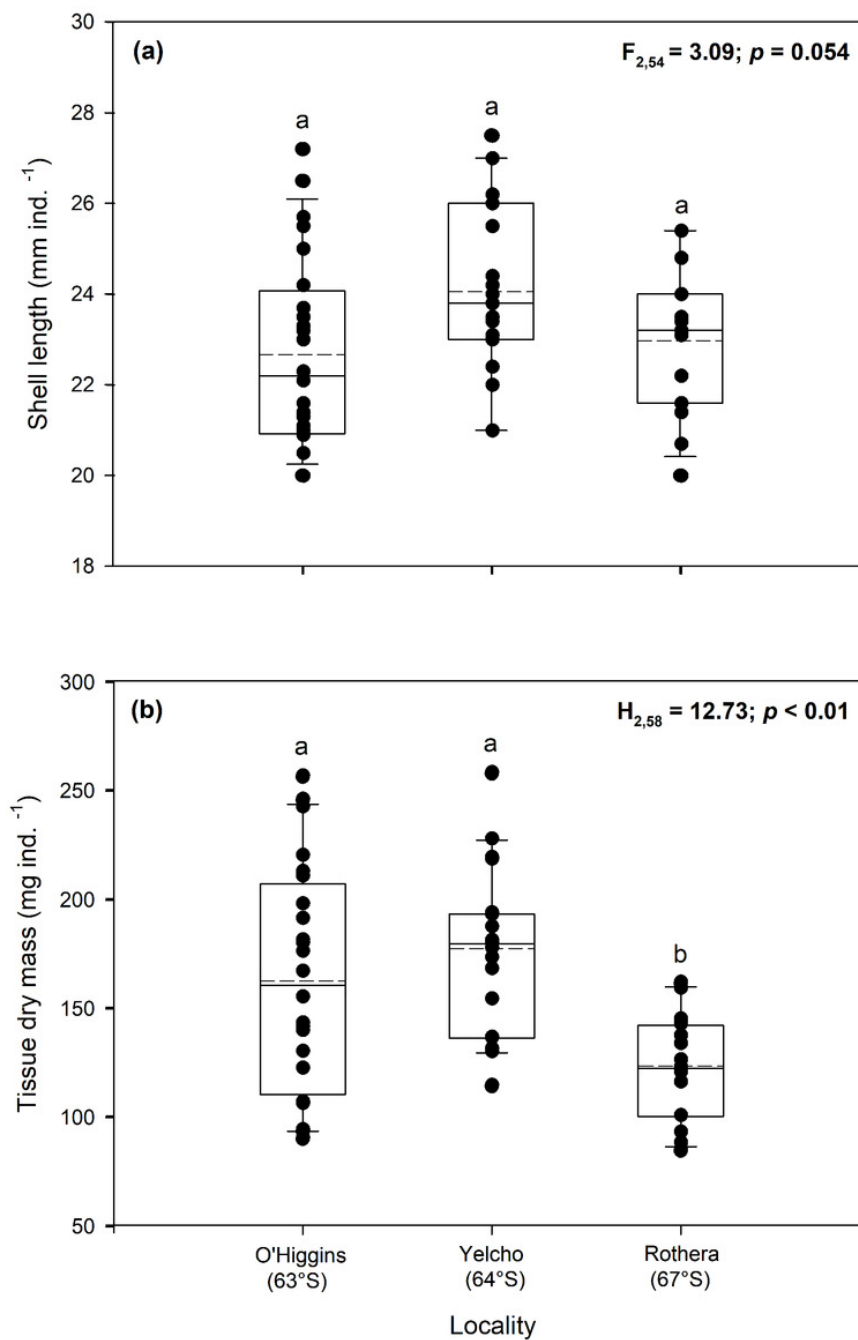 30
28
26
24
22
20
18
Shell length (mm ind. -1)
(a)
F2,54 = 3.09; p = 0.054
a
a
a
300
250
200
150
100
50
Tissue dry mass (mg ind. -1)
(b)
H2,58 = 12.73; p < 0.01
a
a
b
O'Higgins
(63°S)
Yelcho
(64°S)
Rothera
(67°S)
Locality